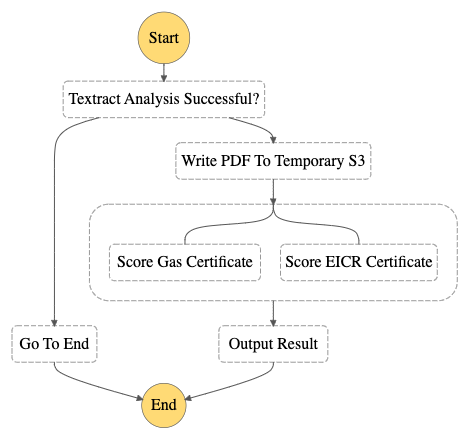 Start
Textract Analysis Successful?
Write PDF To Temporary S3
Score Gas Certificate
Score EICR Certificate
Go To End
Output Result
End